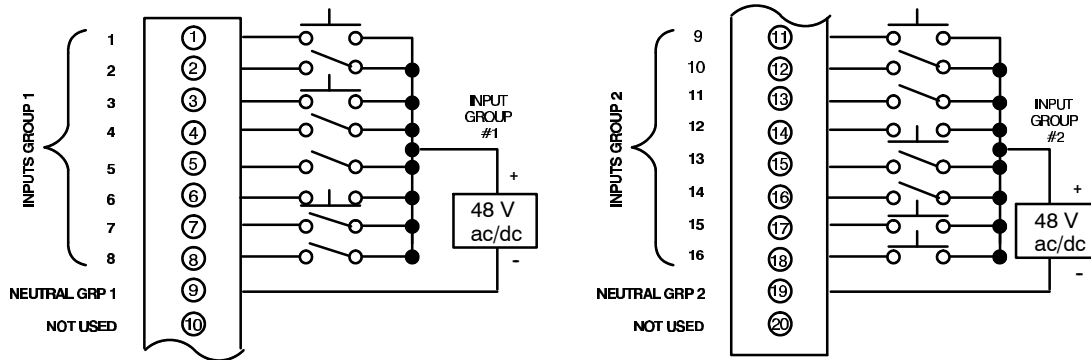 INPUTS GROUP 1
1 ①
2 ②
3 ③
4 ④
5 ⑤
6 ⑥
7 ⑦
8 ⑧
NEUTRAL GRP 1 ⑨
NOT USED ⑩
INPUT
GROUP
#1
+
48 V
ac/dc
-
INPUTS GROUP 2
9 ⑪
10 ⑫
11 ⑬
12 ⑭
13 ⑮
14 ⑯
15 ⑰
16 ⑱
NEUTRAL GRP 2 ⑲
NOT USED ⑳
INPUT
GROUP
#2
+
48 V
ac/dc
-